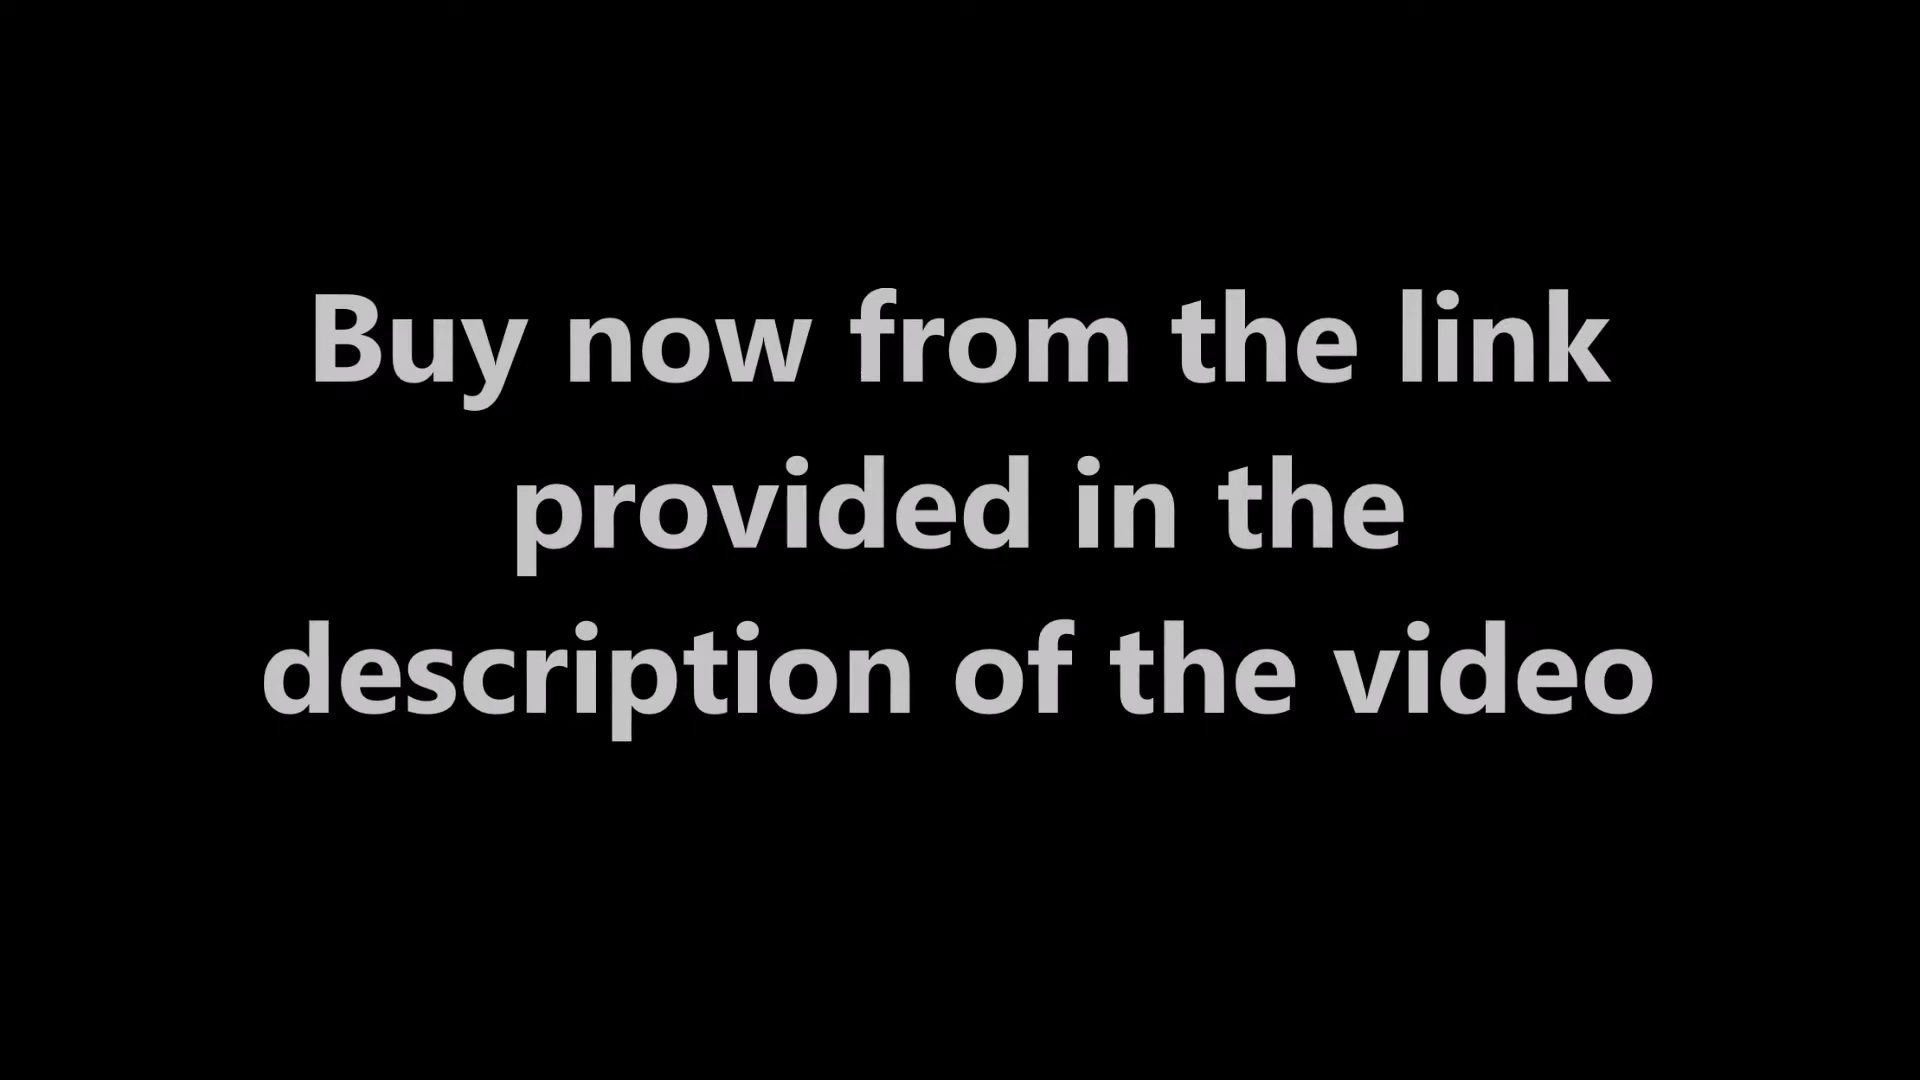 Buy now from the link
provided in the
description of the video